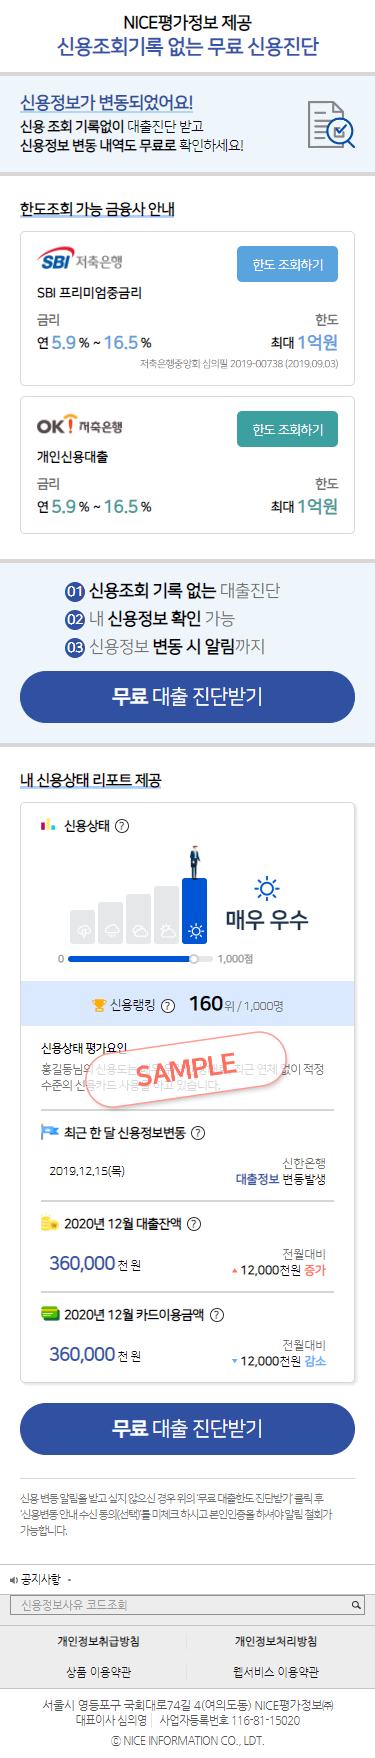 NICE평가정보 제공
신용조회기록 없는 무료 신용진단
신용정보가 변동되었어요!
신용 조회 기록없이 대출진단 받고
신용정보 변동 내역도 무료로 확인하세요!
한도조회 가능 금융사 안내
SBI 저축은행
한도 조회하기
SBI 프리미엄중금리
금리
한도
연 5.9 % ~ 16.5 %
최대 1억원
저축은행중앙회 심의필 2019-00738 (2019.09.03)
OK! 저축은행
한도 조회하기
개인신용대출
금리
한도
연 5.9 % ~ 16.5 %
최대 1억원
01 신용조회 기록 없는 대출진단
02 내 신용정보 확인 가능
03 신용정보 변동 시 알림까지
무료 대출 진단받기
내 신용상태 리포트 제공
신용상태 ?
매우 우수
0
1,000점
신용랭킹 ? 160위 / 1,000명
신용상태 평가요인
홍길동님의 신용도는 최근 연체 없이 적정
수준의 신용카드 사용을 하고 있습니다.
SAMPLE
최근 한 달 신용정보변동 ?
2019.12.15(목)
신한은행
대출정보 변동발생
2020년 12월 대출잔액 ?
360,000 천 원
전월대비
▲ 12,000천원 증가
2020년 12월 카드이용금액 ?
360,000 천 원
전월대비
▼ 12,000천원 감소
무료 대출 진단받기
신용 변동 알림을 받고 싶지 않으신 경우 위의 '무료 대출한도 진단받기' 클릭 후
'신용변동 안내 수신 동의(선택)'를 미체크 하시고 본인인증을 하셔야 알림 철회가
가능합니다.
공지사항 -
신용정보사유 코드조회
개인정보취급방침
개인정보처리방침
상품 이용약관
웹서비스 이용약관
서울시 영등포구 국회대로74길 4(여의도동) NICE평가정보㈜
대표이사 심의영 | 사업자등록번호 116-81-15020
ⓒ NICE INFORMATION CO., LDT.